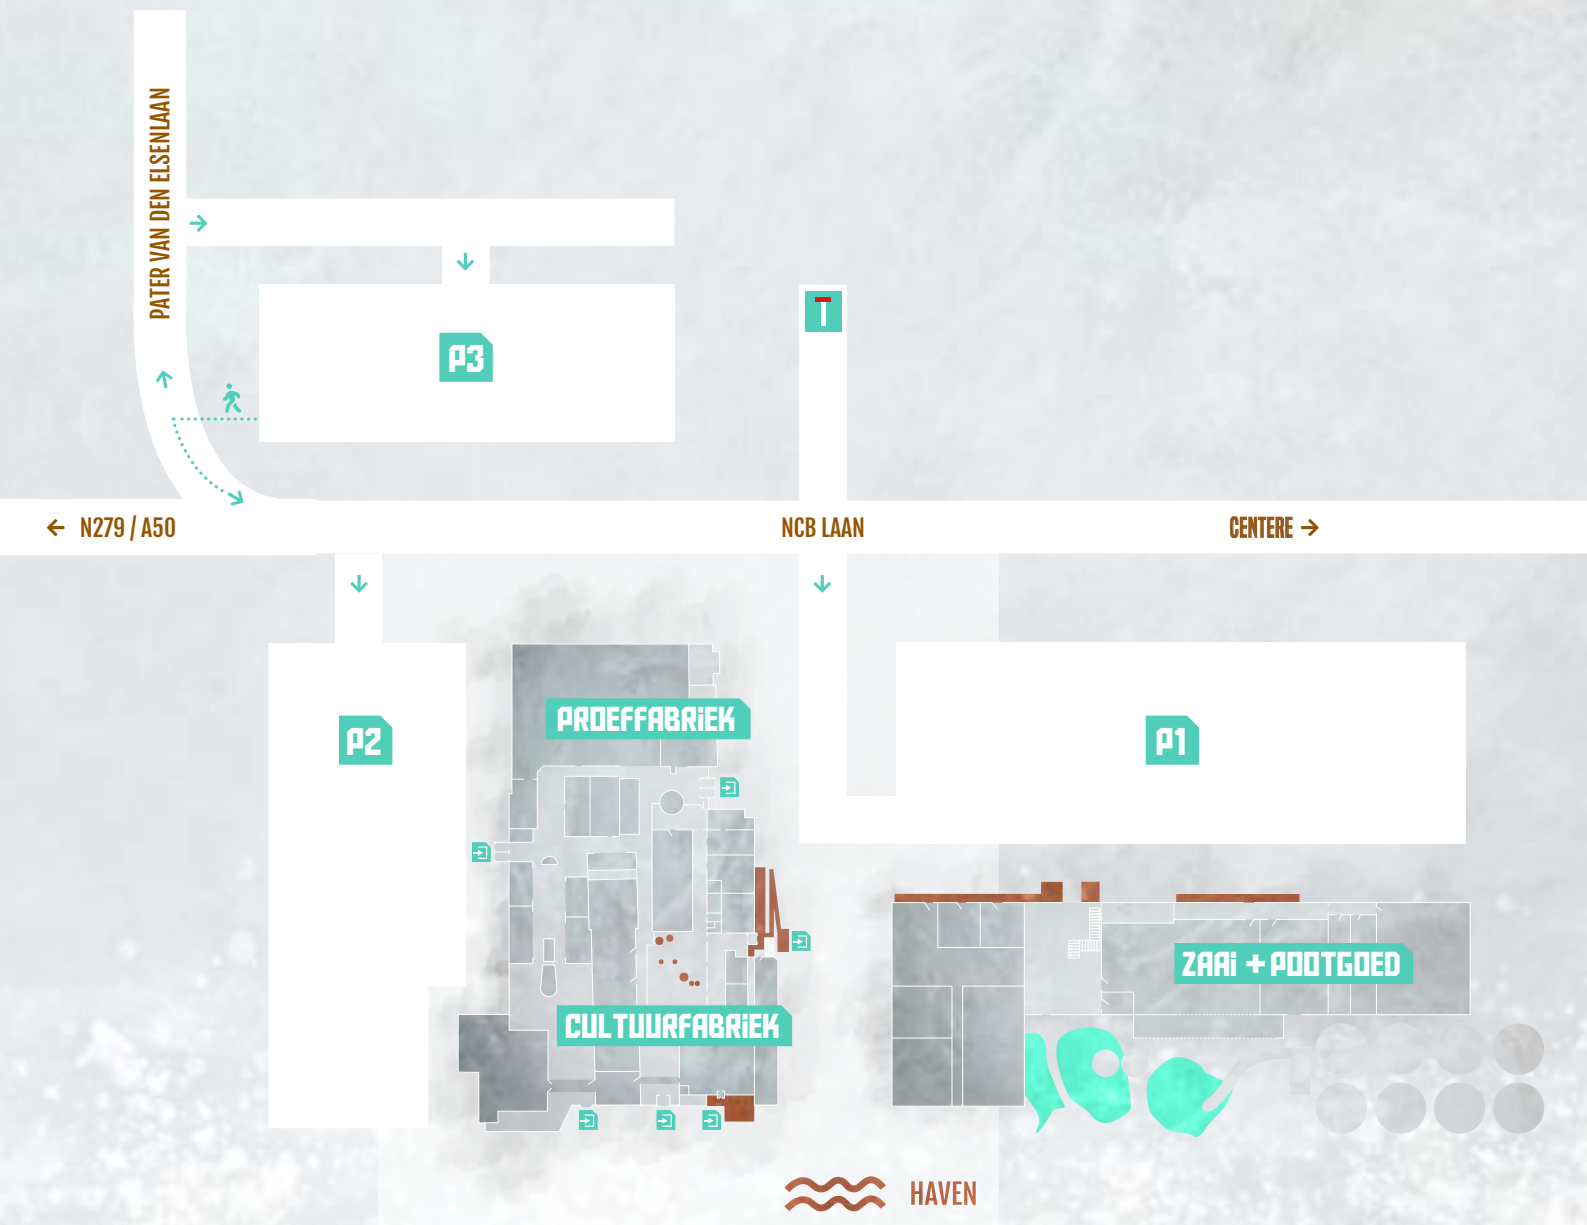 PATER VAN DEN ELSENLAAN
P3
N279 / A50
NCB LAAN
CENTERE
PROEFFABRiEK
P2
P1
ZAAi + POOTGOED
CULTUURFABRiEK
HAVEN